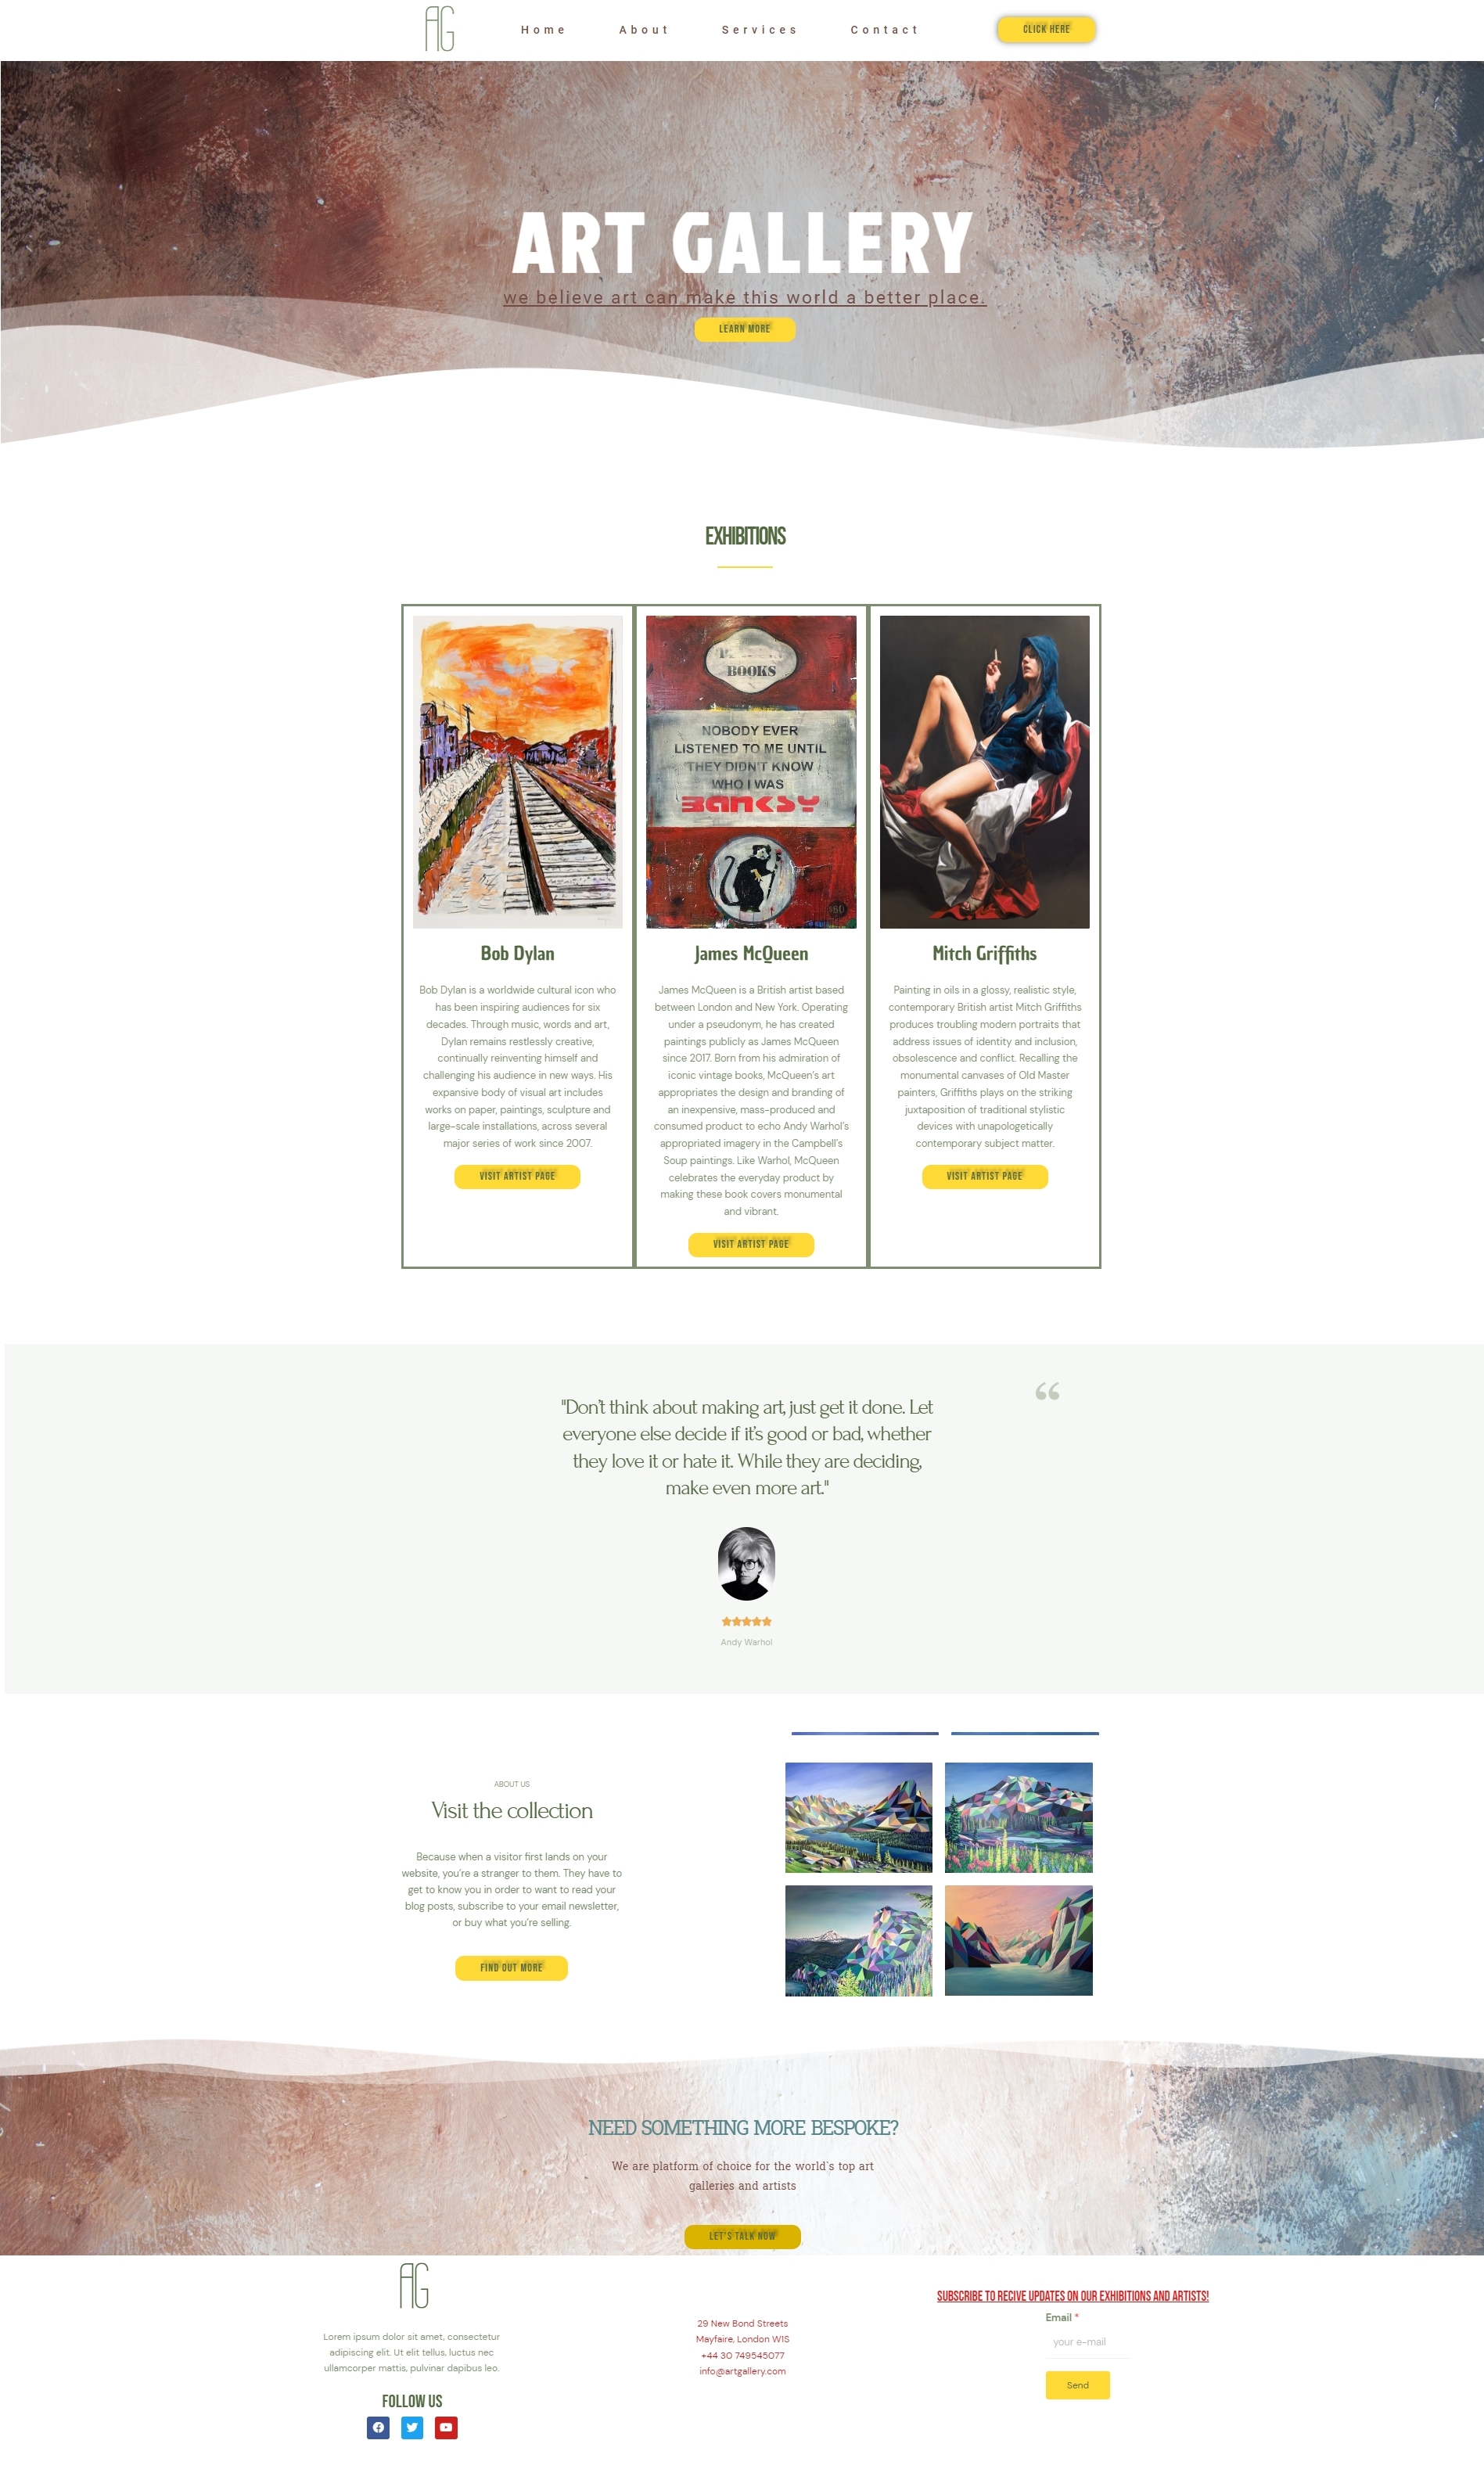 AG
Home About Services Contact
CLICK HERE
ART GALLERY
we believe art can make this world a better place.
LEARN MORE
EXHIBITIONS
BOOKS
NOBODY EVER
LISTENED TO ME UNTIL
THEY DIDN'T KNOW
WHO I WAS
BANKSY
Bob Dylan
Bob Dylan is a worldwide cultural icon who
has been inspiring audiences for six
decades. Through music, words and art,
Dylan remains restlessly creative,
continually reinventing himself and
challenging his audience in new ways. His
expansive body of visual art includes
works on paper, paintings, sculpture and
large-scale installations, across several
major series of work since 2007.
VISIT ARTIST PAGE
James McQueen
James McQueen is a British artist based
between London and New York. Operating
under a pseudonym, he has created
paintings publicly as James McQueen
since 2017. Born from his admiration of
iconic vintage books, McQueen's art
appropriates the design and branding of
an inexpensive, mass-produced and
consumed product to echo Andy Warhol's
appropriated imagery in the Campbell's
Soup paintings. Like Warhol, McQueen
celebrates the everyday product by
making these book covers monumental
and vibrant.
VISIT ARTIST PAGE
Mitch Griffiths
Painting in oils in a glossy, realistic style,
contemporary British artist Mitch Griffiths
produces troubling modern portraits that
address issues of identity and inclusion,
obsolescence and conflict. Recalling the
monumental canvases of Old Master
painters, Griffiths plays on the striking
juxtaposition of traditional stylistic
devices with unapologetically
contemporary subject matter.
VISIT ARTIST PAGE
"Don't think about making art, just get it done. Let
everyone else decide if it's good or bad, whether
they love it or hate it. While they are deciding,
make even more art."
Andy Warhol
ABOUT US
Visit the collection
Because when a visitor first lands on your
website, you're a stranger to them. They have to
get to know you in order to want to read your
blog posts, subscribe to your email newsletter,
or buy what you're selling.
FIND OUT MORE
NEED SOMETHING MORE BESPOKE?
We are platform of choice for the world's top art
galleries and artists
LET'S TALK NOW
AG
Lorem ipsum dolor sit amet, consectetur
adipiscing elit. Ut elit tellus, luctus nec
ullamcorper mattis, pulvinar dapibus leo.
FOLLOW US
29 New Bond Streets
Mayfaire, London W1S
+44 30 749545077
info@artgallery.com
SUBSCRIBE TO RECIVE UPDATES ON OUR EXHIBITIONS AND ARTISTS!
Email *
your e-mail
Send